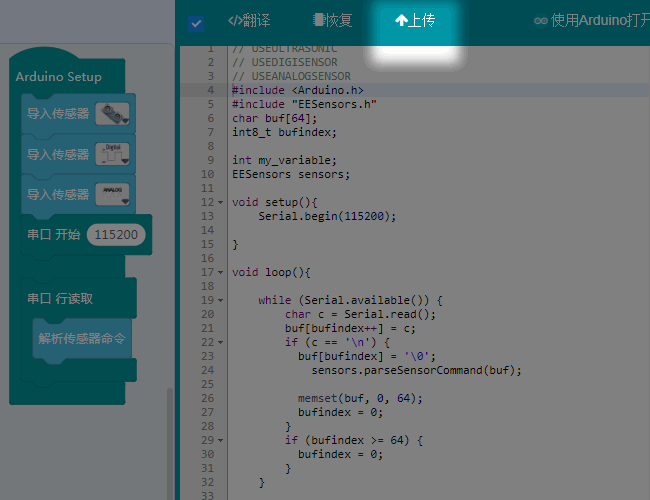 翻译
恢复
上传
使用Arduino打开
Arduino Setup
导入传感器
导入传感器 Digital
导入传感器 ANALOG
串口 开始 115200
串口 行读取
解析传感器命令
1 // USEULTRASONIC
2 // USEDIGISENSOR
3 // USEANALOGSENSOR
4 #include <Arduino.h>
5 #include "EESensors.h"
6 char buf[64];
7 int8_t bufindex;
8
9 int my_variable;
10 EESensors sensors;
11
12 void setup(){
13 Serial.begin(115200);
14
15 }
16
17 void loop(){
18
19 while (Serial.available()) {
20 char c = Serial.read();
21 buf[bufindex++] = c;
22 if (c == '\n') {
23 buf[bufindex] = '\0';
24 sensors.parseSensorCommand(buf);
25
26 memset(buf, 0, 64);
27 bufindex = 0;
28 }
29 if (bufindex >= 64) {
30 bufindex = 0;
31 }
32 }
33